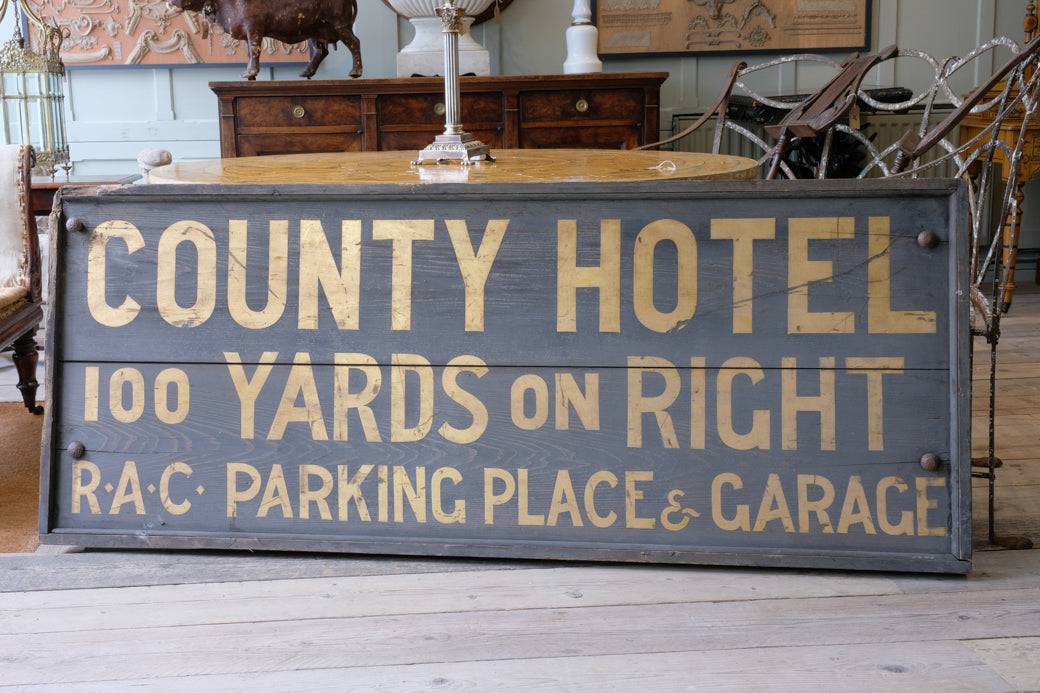 COUNTY HOTEL
100 YARDS ON RIGHT
R·A·C· PARKING PLACE & GARAGE